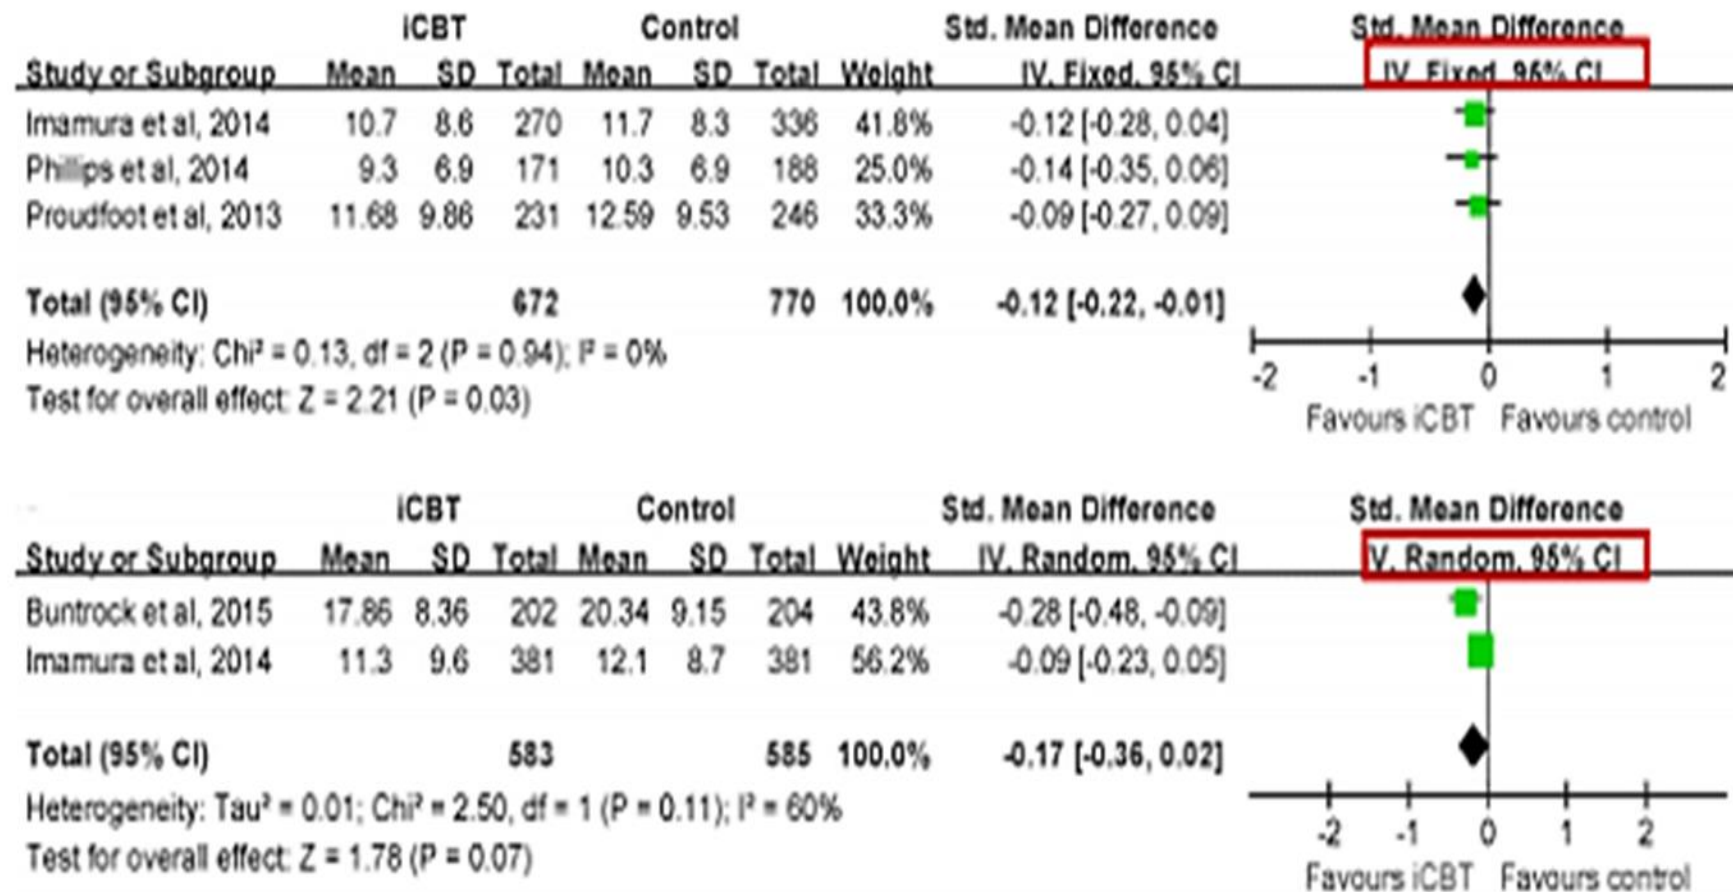 iCBT Control Std. Mean Difference Std. Mean Difference
Study or Subgroup Mean SD Total Mean SD Total Weight IV, Fixed, 95% CI IV, Fixed, 95% CI
Imamura et al, 2014 10.7 8.6 270 11.7 8.3 336 41.8% -0.12 [-0.28, 0.04]
Phillips et al, 2014 9.3 6.9 171 10.3 6.9 188 25.0% -0.14 [-0.35, 0.06]
Proudfoot et al, 2013 11.68 9.86 231 12.59 9.53 246 33.3% -0.09 [-0.27, 0.09]
Total (95% CI) 672 770 100.0% -0.12 [-0.22, -0.01]
Heterogeneity: Chi² = 0.13, df = 2 (P = 0.94); I² = 0%
Test for overall effect: Z = 2.21 (P = 0.03)
-2 -1 0 1 2
Favours iCBT Favours control
iCBT Control Std. Mean Difference Std. Mean Difference
Study or Subgroup Mean SD Total Mean SD Total Weight IV, Random, 95% CI V, Random, 95% CI
Buntrock et al, 2015 17.86 8.36 202 20.34 9.15 204 43.8% -0.28 [-0.48, -0.09]
Imamura et al, 2014 11.3 9.6 381 12.1 8.7 381 56.2% -0.09 [-0.23, 0.05]
Total (95% CI) 583 585 100.0% -0.17 [-0.36, 0.02]
Heterogeneity: Tau² = 0.01; Chi² = 2.50, df = 1 (P = 0.11); I² = 60%
Test for overall effect: Z = 1.78 (P = 0.07)
-2 -1 0 1 2
Favours iCBT Favours control